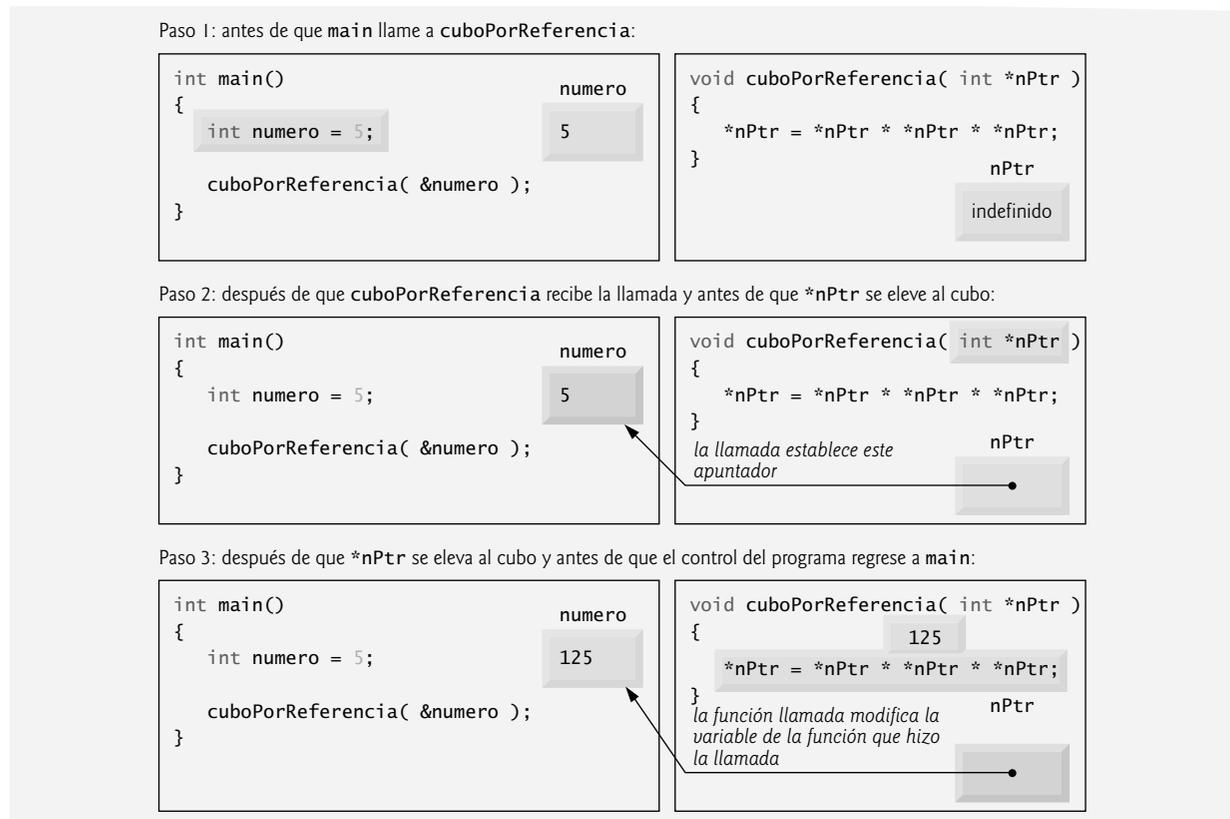 Paso 1: antes de que main llame a cuboPorReferencia:
int main()
{
int numero = 5;
cuboPorReferencia( &numero );
}
numero
5
void cuboPorReferencia( int *nPtr )
{
*nPtr = *nPtr * *nPtr * *nPtr;
}
nPtr
indefinido
Paso 2: después de que cuboPorReferencia recibe la llamada y antes de que *nPtr se eleve al cubo:
int main()
{
int numero = 5;
cuboPorReferencia( &numero );
}
numero
5
void cuboPorReferencia( int *nPtr )
{
*nPtr = *nPtr * *nPtr * *nPtr;
}
la llamada establece este
apuntador
nPtr
Paso 3: después de que *nPtr se eleva al cubo y antes de que el control del programa regrese a main:
int main()
{
int numero = 5;
cuboPorReferencia( &numero );
}
numero
125
void cuboPorReferencia( int *nPtr )
{
125
*nPtr = *nPtr * *nPtr * *nPtr;
}
la función llamada modifica la
variable de la función que hizo
la llamada
nPtr